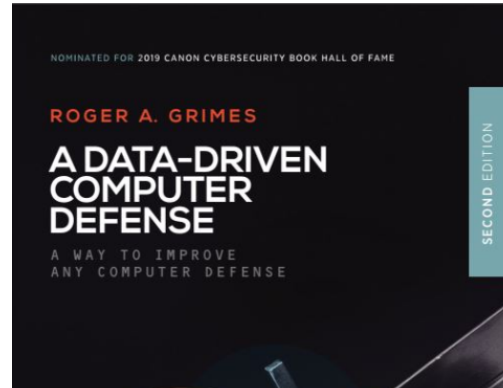 NOMINATED FOR 2019 CANON CYBERSECURITY BOOK HALL OF FAME
ROGER A. GRIMES
A DATA-DRIVEN
COMPUTER
DEFENSE
A WAY TO IMPROVE
ANY COMPUTER DEFENSE
SECOND EDITION